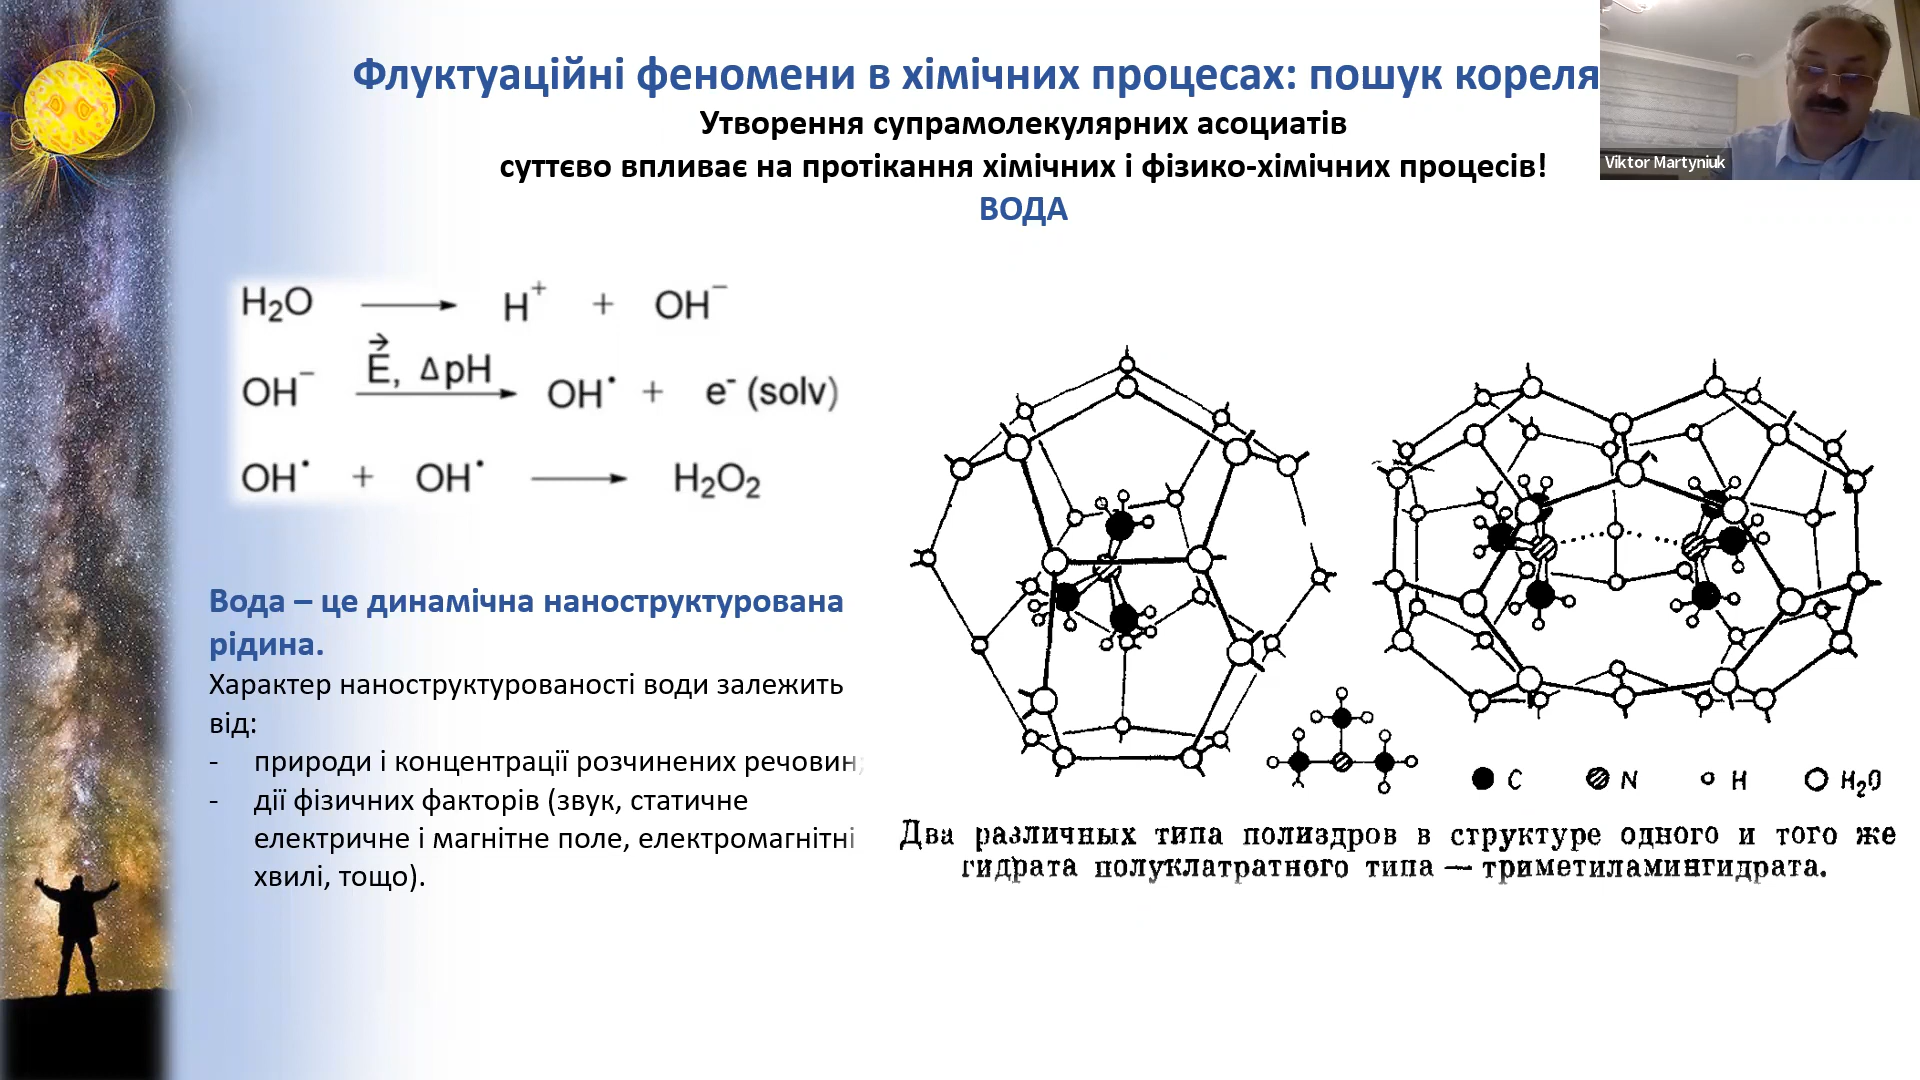 Флуктуаційні феномени в хімічних процесах: пошук кореля
Утворення супрамолекулярних асоциатів
суттєво впливає на протікання хімічних і фізико-хімічних процесів!
ВОДА
Viktor Martyniuk
H₂O → H⁺ + OH⁻
E⃗, ΔpH
OH⁻ → OH• + e⁻ (solv)
OH• + OH• → H₂O₂
Вода – це динамічна наноструктурована
рідина.
Характер наноструктурованості води залежить
від:
- природи і концентрації розчинених речовин;
- дії фізичних факторів (звук, статичне
електричне і магнітне поле, електромагнітні
хвилі, тощо).
C N H H₂O
Два различных типа полиэдров в структуре одного и того же
гидрата полуклатратного типа — триметиламингидрата.